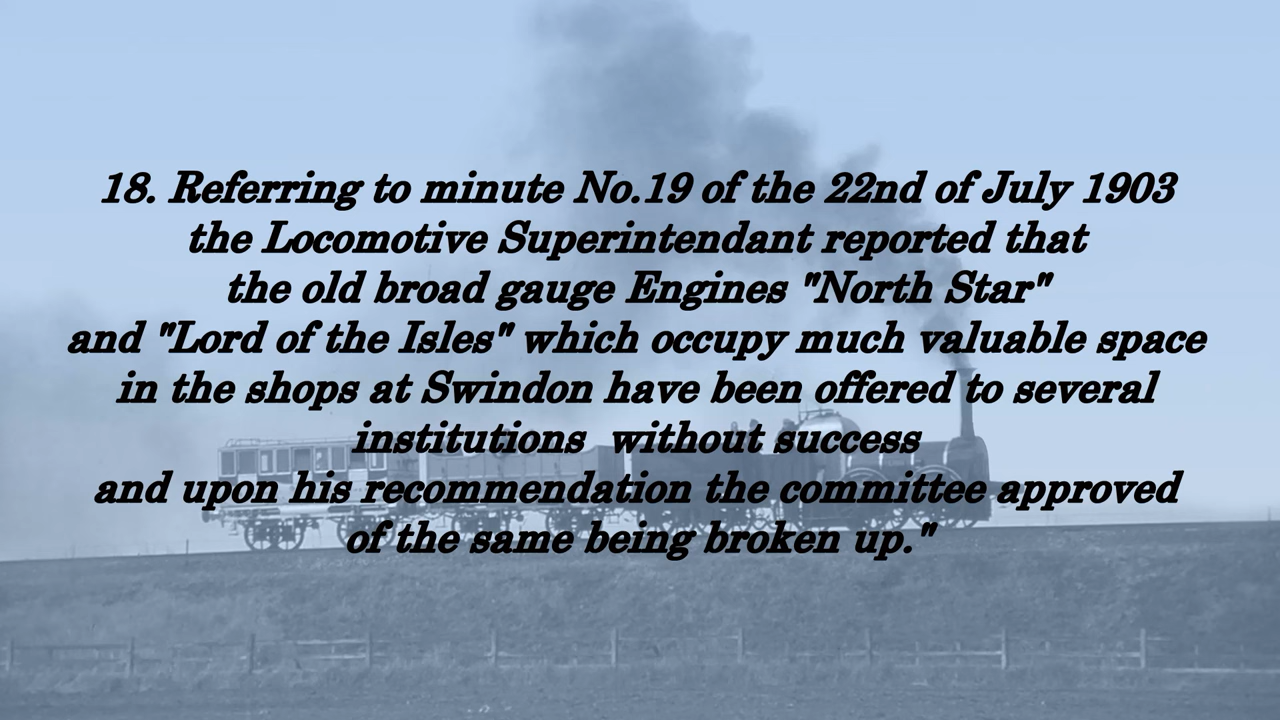 18. Referring to minute No.19 of the 22nd of July 1903
the Locomotive Superintendant reported that
the old broad gauge Engines "North Star"
and "Lord of the Isles" which occupy much valuable space
in the shops at Swindon have been offered to several
institutions  without success
and upon his recommendation the committee approved
of the same being broken up."